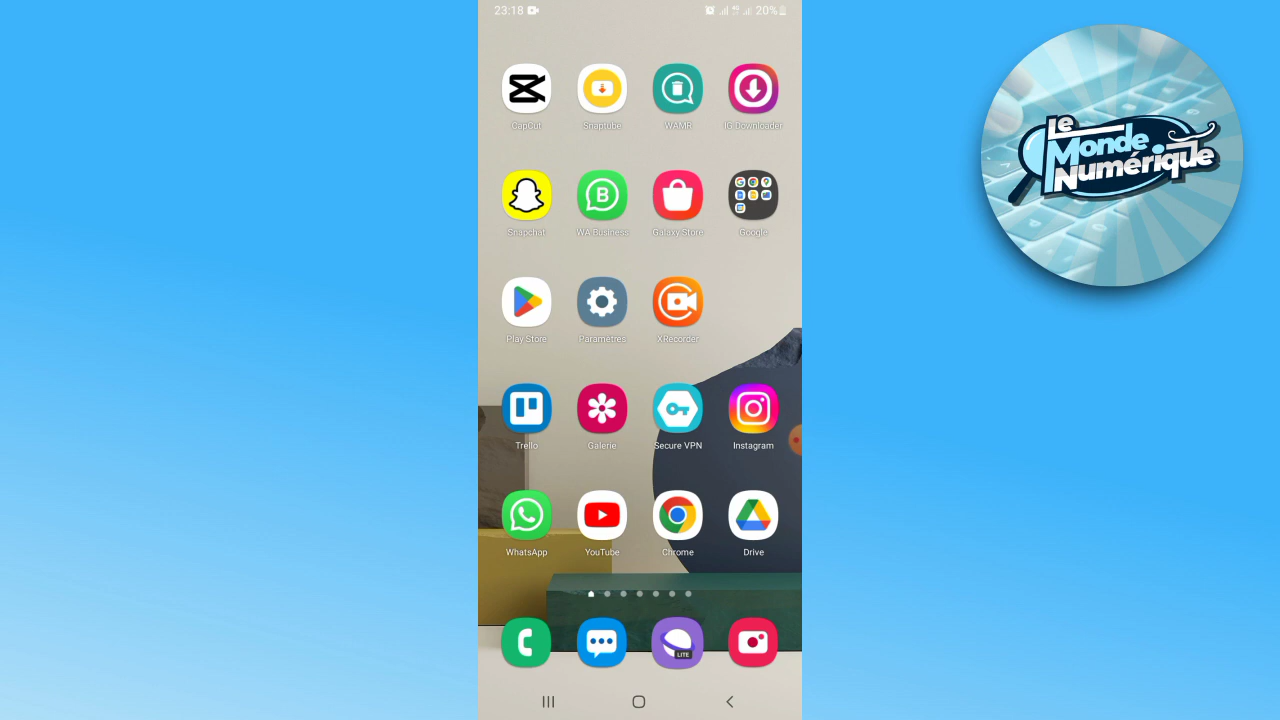 23:18 4G 20%
CapCut Snaptube WAMR IG Downloader
Snapchat WA Business Galaxy Store Google
Play Store Paramètres XRecorder
Trello Galerie Secure VPN Instagram
WhatsApp YouTube Chrome Drive
LITE
Le
Monde
Numérique